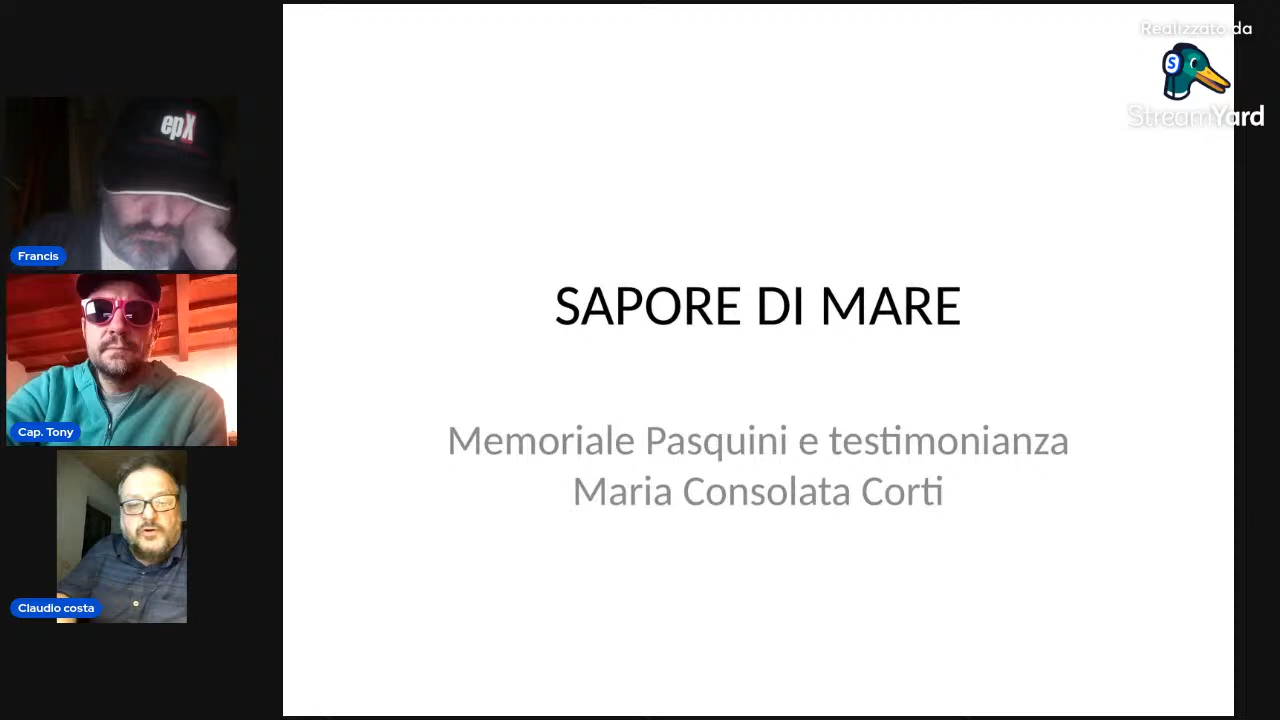 Realizzato da
StreamYard
S
epX
Francis
Cap. Tony
Claudio costa
SAPORE DI MARE
Memoriale Pasquini e testimonianza
Maria Consolata Corti